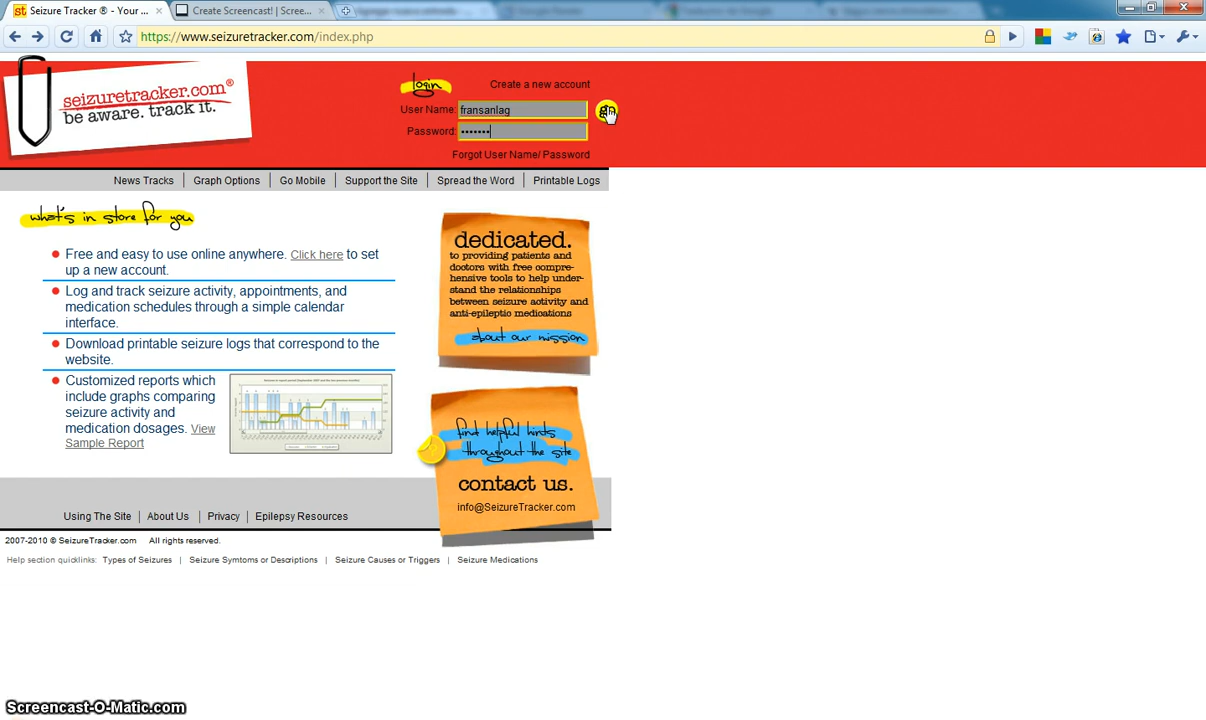 Seizure Tracker ® - Your ...
Create Screencast! | Scree...
https://www.seizuretracker.com/index.php
seizuretracker.com®
be aware. track it.
login
Create a new account
User Name: fransanlag
go
Password: •••••••
Forgot User Name/ Password
News Tracks | Graph Options | Go Mobile | Support the Site | Spread the Word | Printable Logs
what's in store for you
Free and easy to use online anywhere. Click here to set
up a new account.
Log and track seizure activity, appointments, and
medication schedules through a simple calendar
interface.
Download printable seizure logs that correspond to the
website.
Customized reports which
include graphs comparing
seizure activity and
medication dosages. View
Sample Report
dedicated.
to providing patients and
doctors with free compre-
hensive tools to help under-
stand the relationships
between seizure activity and
anti-epileptic medications
about our mission
find helpful hints
throughout the site
contact us.
info@SeizureTracker.com
Using The Site | About Us | Privacy | Epilepsy Resources
2007-2010 © SeizureTracker.com All rights reserved.
Help section quicklinks: Types of Seizures | Seizure Symtoms or Descriptions | Seizure Causes or Triggers | Seizure Medications
Screencast-O-Matic.com